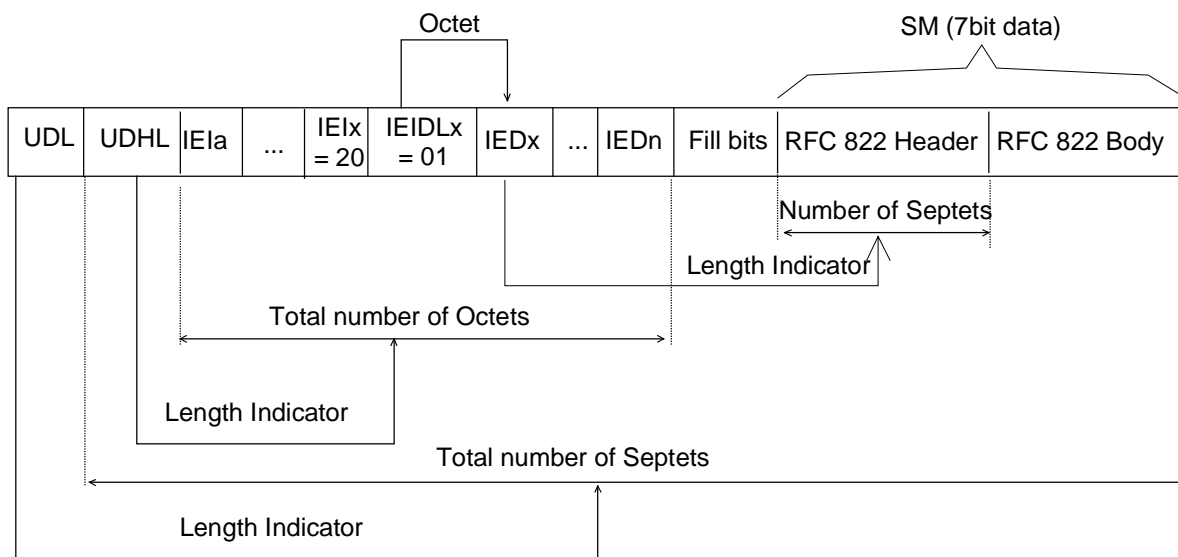 Octet
SM (7bit data)
UDL
UDHL
IEIa
...
IEIx
= 20
IEIDLx
= 01
IEDx
...
IEDn
Fill bits
RFC 822 Header
RFC 822 Body
Number of Septets
Length Indicator
Total number of Octets
Length Indicator
Total number of Septets
Length Indicator